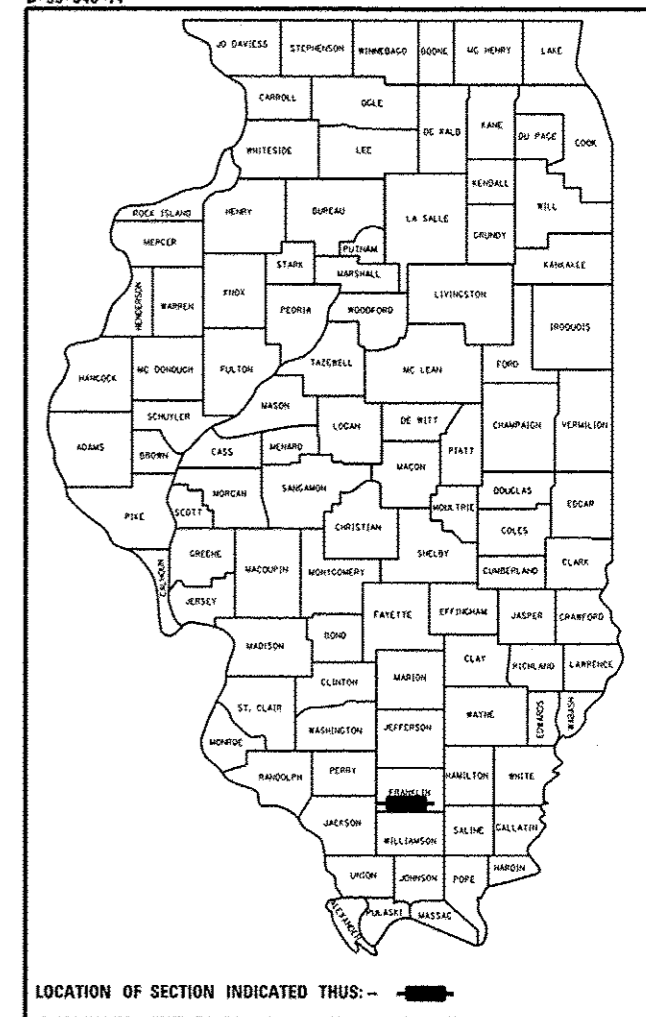 JO DAVIESS
STEPHENSON
WINNEBAGO
BOONE
MC HENRY
LAKE
CARROLL
OGLE
DE KALB
KANE
DU PAGE
COOK
WHITESIDE
LEE
KENDALL
WILL
ROCK ISLAND
HENRY
BUREAU
LA SALLE
GRUNDY
MERCER
PUTNAM
KANKAKEE
STARK
MARSHALL
HENDERSON
WARREN
KNOX
PEORIA
WOODFORD
LIVINGSTON
IROQUOIS
HANCOCK
MC DONOUGH
FULTON
TAZEWELL
MC LEAN
FORD
MASON
SCHUYLER
LOGAN
DE WITT
CHAMPAIGN
VERMILION
ADAMS
BROWN
CASS
MENARD
PIATT
MACON
PIKE
SCOTT
MORGAN
SANGAMON
MOULTRIE
DOUGLAS
EDGAR
CHRISTIAN
COLES
CALHOUN
GREENE
MACOUPIN
MONTGOMERY
SHELBY
CUMBERLAND
CLARK
JERSEY
FAYETTE
EFFINGHAM
JASPER
CRAWFORD
MADISON
BOND
CLAY
RICHLAND
LAWRENCE
CLINTON
MARION
ST. CLAIR
WAYNE
EDWARDS
WABASH
MONROE
WASHINGTON
JEFFERSON
RANDOLPH
PERRY
FRANKLIN
HAMILTON
WHITE
JACKSON
WILLIAMSON
SALINE
GALLATIN
UNION
JOHNSON
POPE
HARDIN
ALEXANDER
PULASKI
MASSAC
LOCATION OF SECTION INDICATED THUS: -